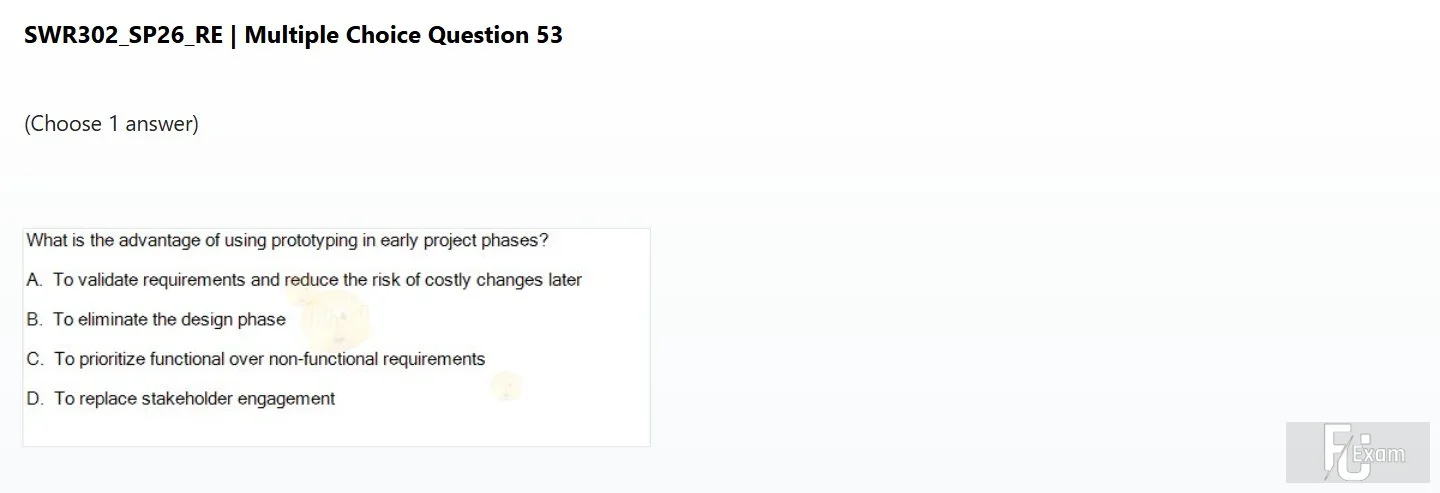 SWR302_SP26_RE | Multiple Choice Question 53
(Choose 1 answer)
What is the advantage of using prototyping in early project phases?
A. To validate requirements and reduce the risk of costly changes later
B. To eliminate the design phase
C. To prioritize functional over non-functional requirements
D. To replace stakeholder engagement
FU Exam